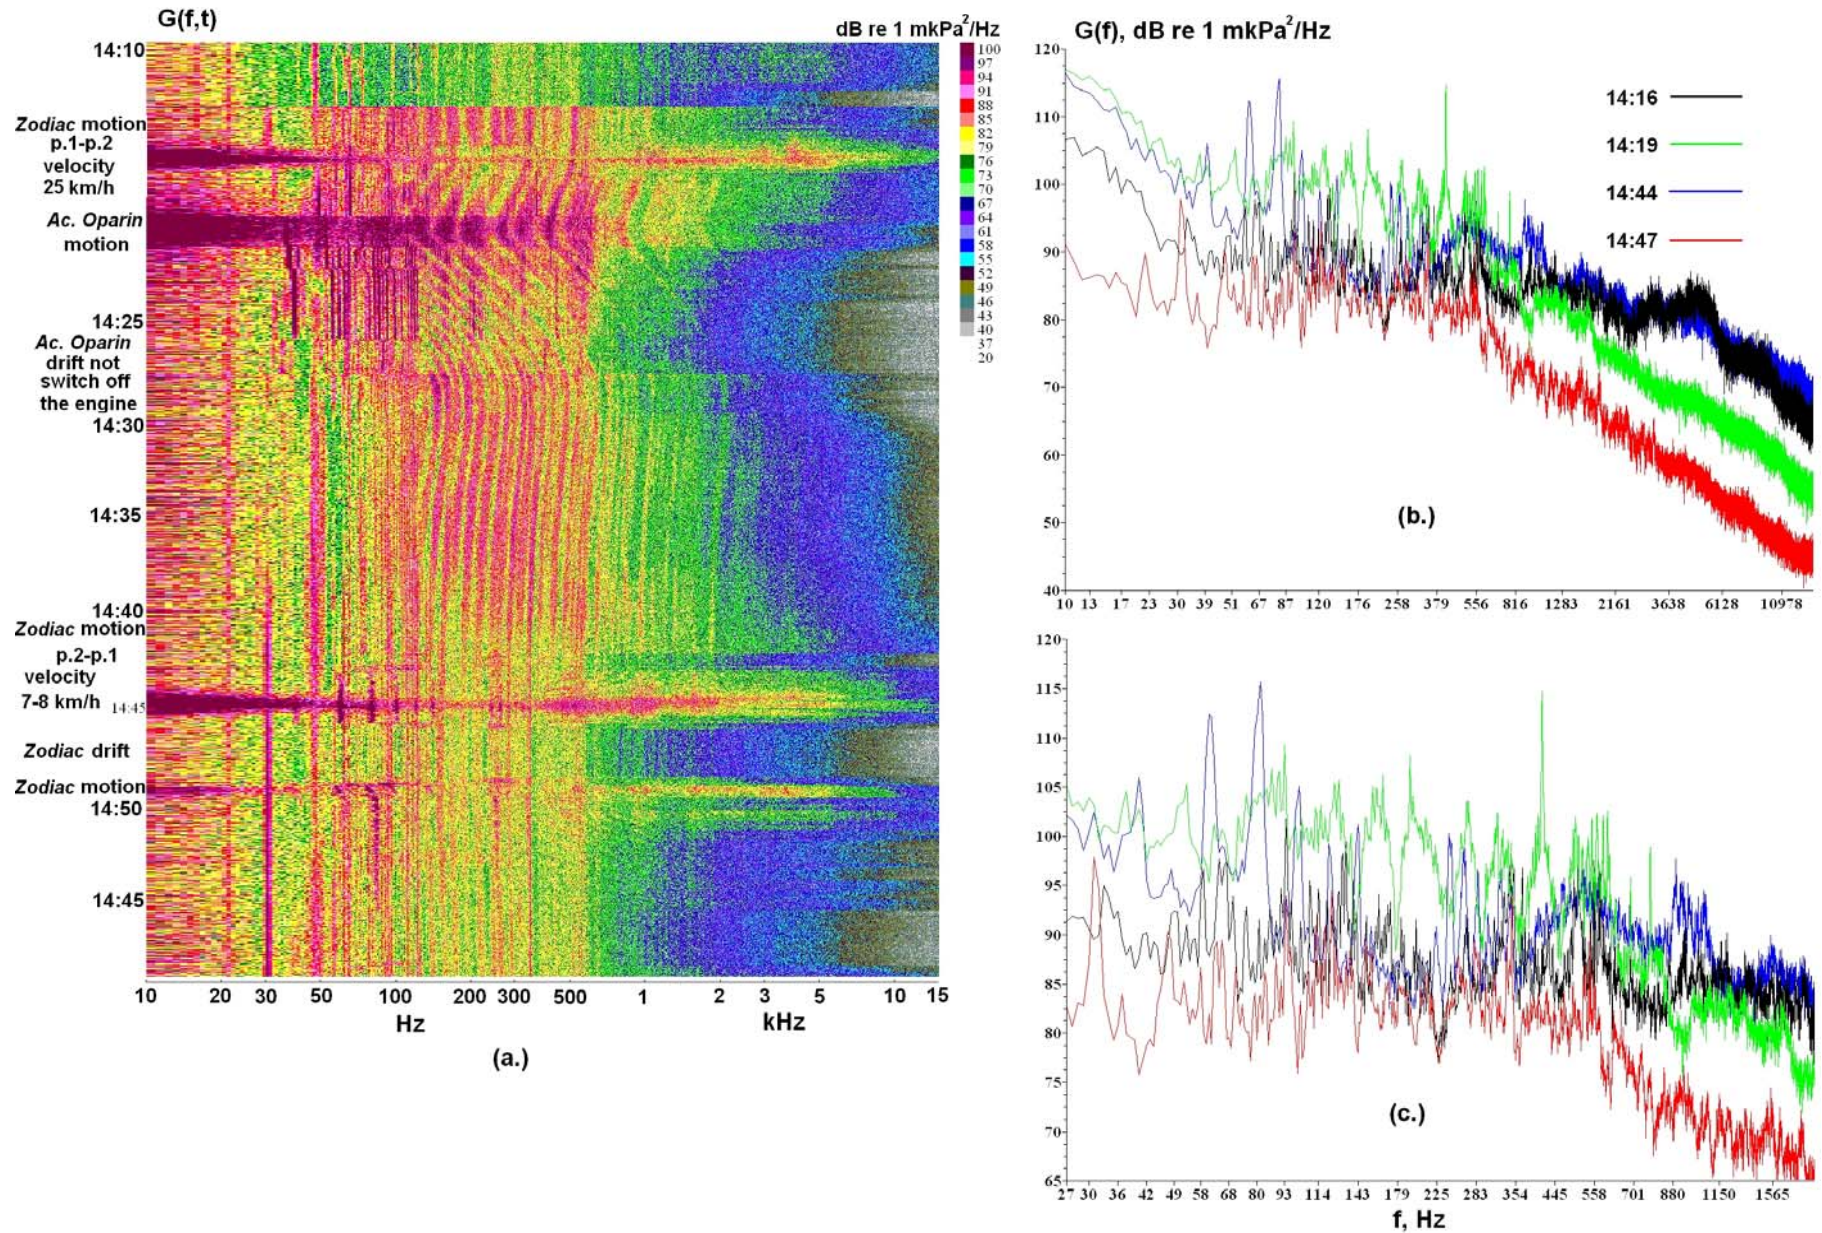 G(f,t)
dB re 1 mkPa²/Hz
14:10
Zodiac motion
p.1-p.2
velocity
25 km/h
Ac. Oparin
motion
14:25
Ac. Oparin
drift not
switch off
the engine
14:30
14:35
14:40
Zodiac motion
p.2-p.1
velocity
7-8 km/h 14:45
Zodiac drift
Zodiac motion
14:50
14:45
10 20 30 50 100 200 300 500 1 2 3 5 10 15
Hz kHz
(a.)
100
97
94
91
88
85
82
79
76
73
70
67
64
61
58
55
52
49
46
43
40
37
20
G(f), dB re 1 mkPa²/Hz
120
110
100
90
80
70
60
50
40
14:16
14:19
14:44
14:47
(b.)
10 13 17 23 30 39 51 67 87 120 176 258 379 556 816 1283 2161 3638 6128 10978
120
115
110
105
100
95
90
85
80
75
70
65
(c.)
27 30 36 42 49 58 68 80 93 114 143 179 225 283 354 445 558 701 880 1150 1565
f, Hz